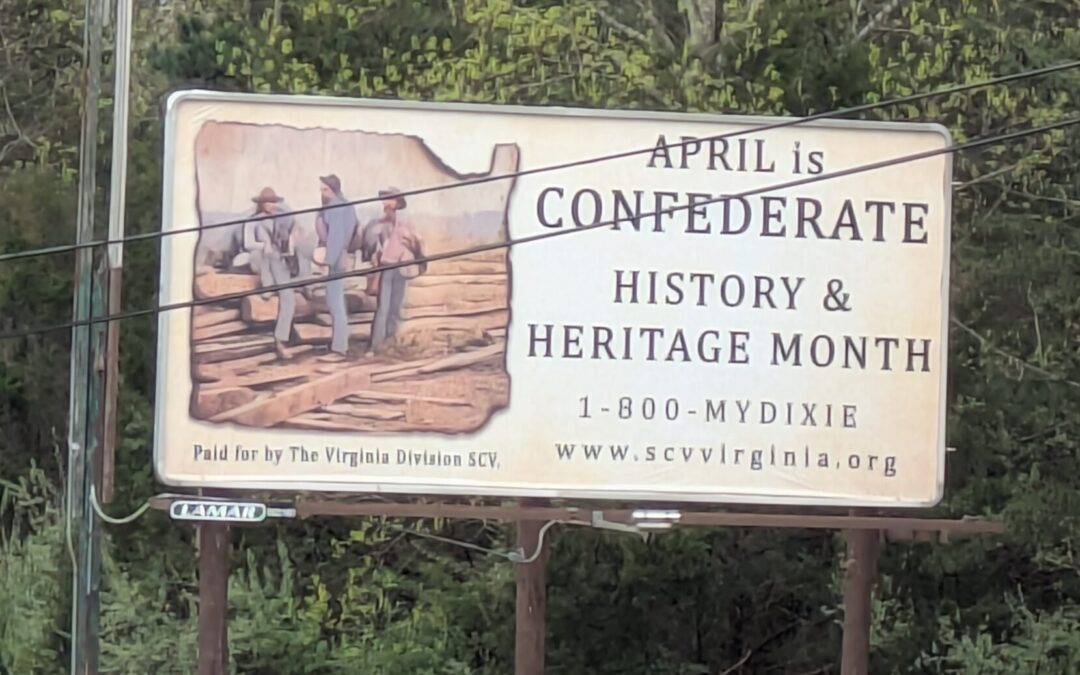 APRIL is
CONFEDERATE
HISTORY &
HERITAGE MONTH
1-800-MYDIXIE
www.scvvirginia.org
Paid for by The Virginia Division SCV.
LAMAR